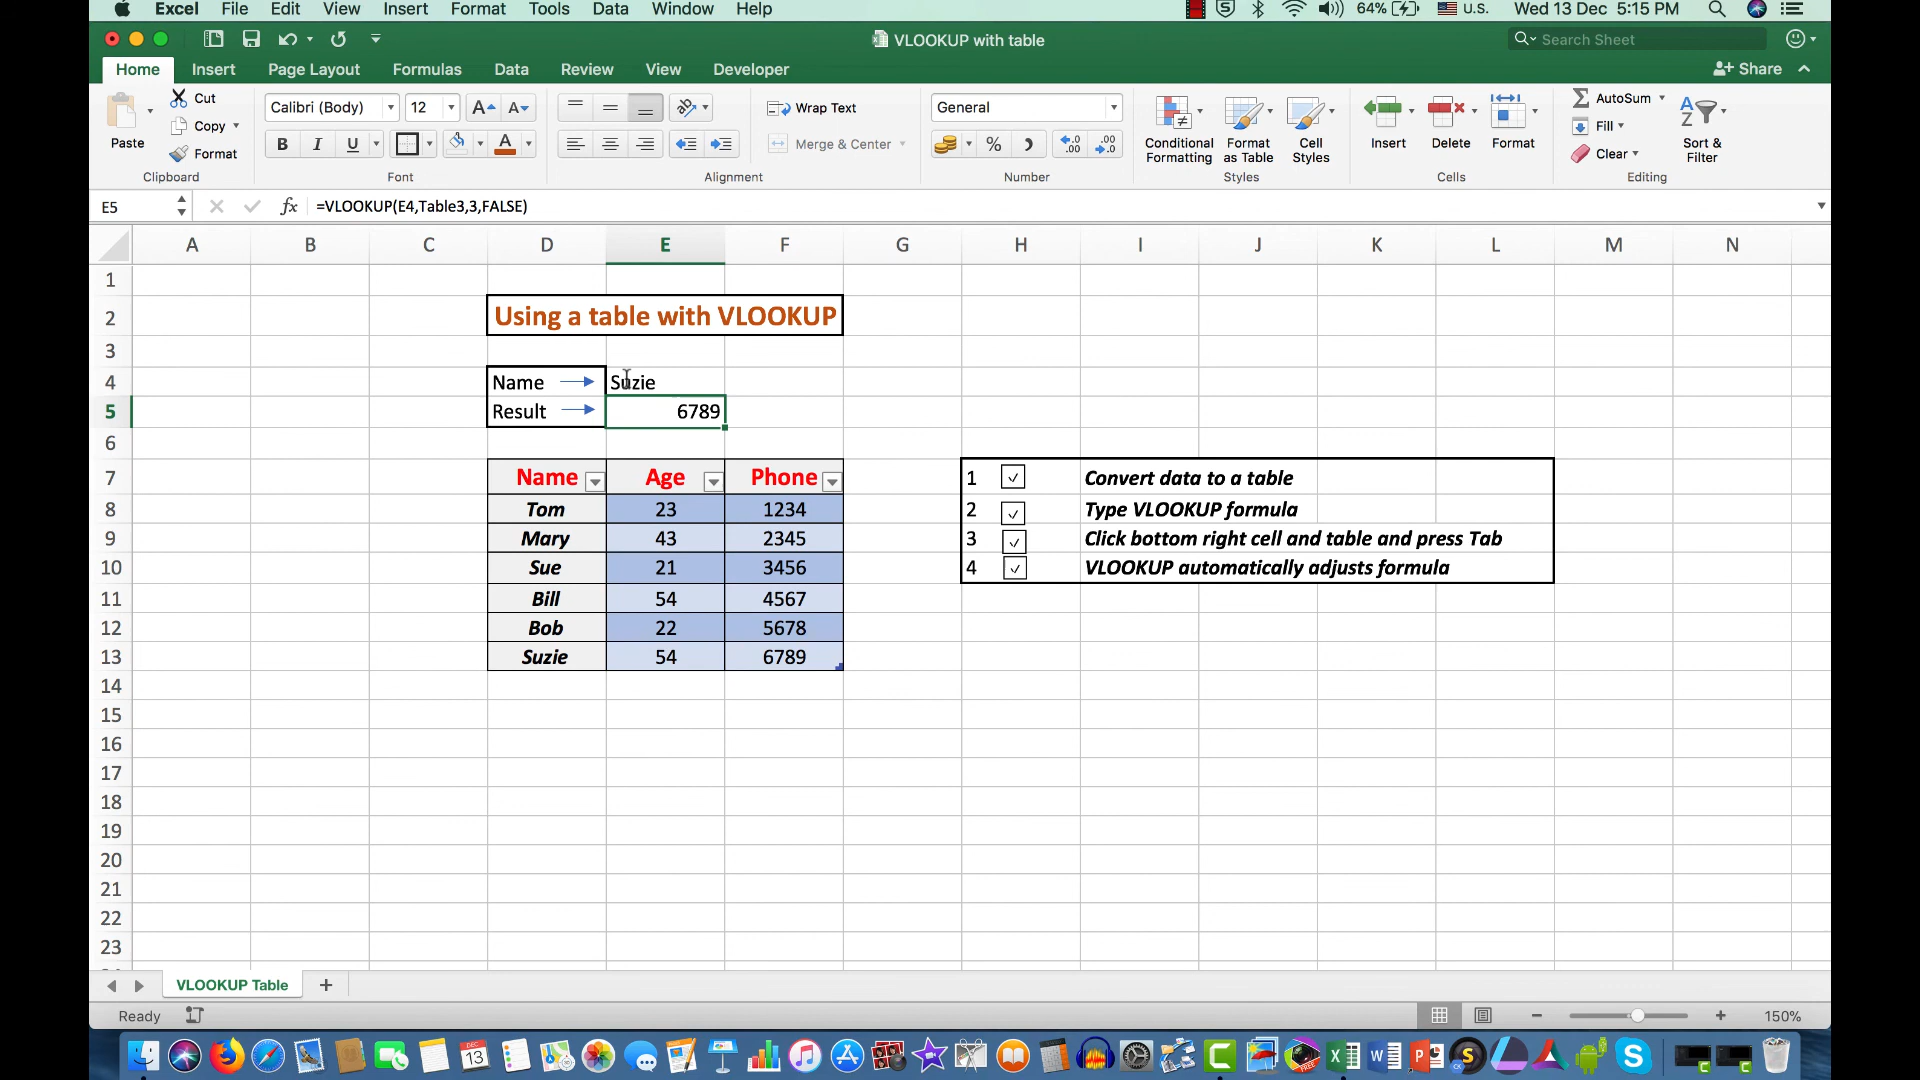 Excel File Edit View Insert Format Tools Data Window Help 64% U.S. Wed 13 Dec 5:15 PM
VLOOKUP with table Search Sheet
Home Insert Page Layout Formulas Data Review View Developer Share
Paste Cut Copy Format Calibri (Body) 12 Wrap Text General Conditional Formatting Format as Table Cell Styles Insert Delete Format AutoSum Fill Clear Sort & Filter
B I U Merge & Center %
Clipboard Font Alignment Number Styles Cells Editing
E5 fx =VLOOKUP(E4,Table3,3,FALSE)
A B C D E F G H I J K L M N
1
2 Using a table with VLOOKUP
3
4 Name Suzie
5 Result 6789
6
7 Name Age Phone 1 Convert data to a table
8 Tom 23 1234 2 Type VLOOKUP formula
9 Mary 43 2345 3 Click bottom right cell and table and press Tab
10 Sue 21 3456 4 VLOOKUP automatically adjusts formula
11 Bill 54 4567
12 Bob 22 5678
13 Suzie 54 6789
14
15
16
17
18
19
20
21
22
23
VLOOKUP Table +
Ready 150%